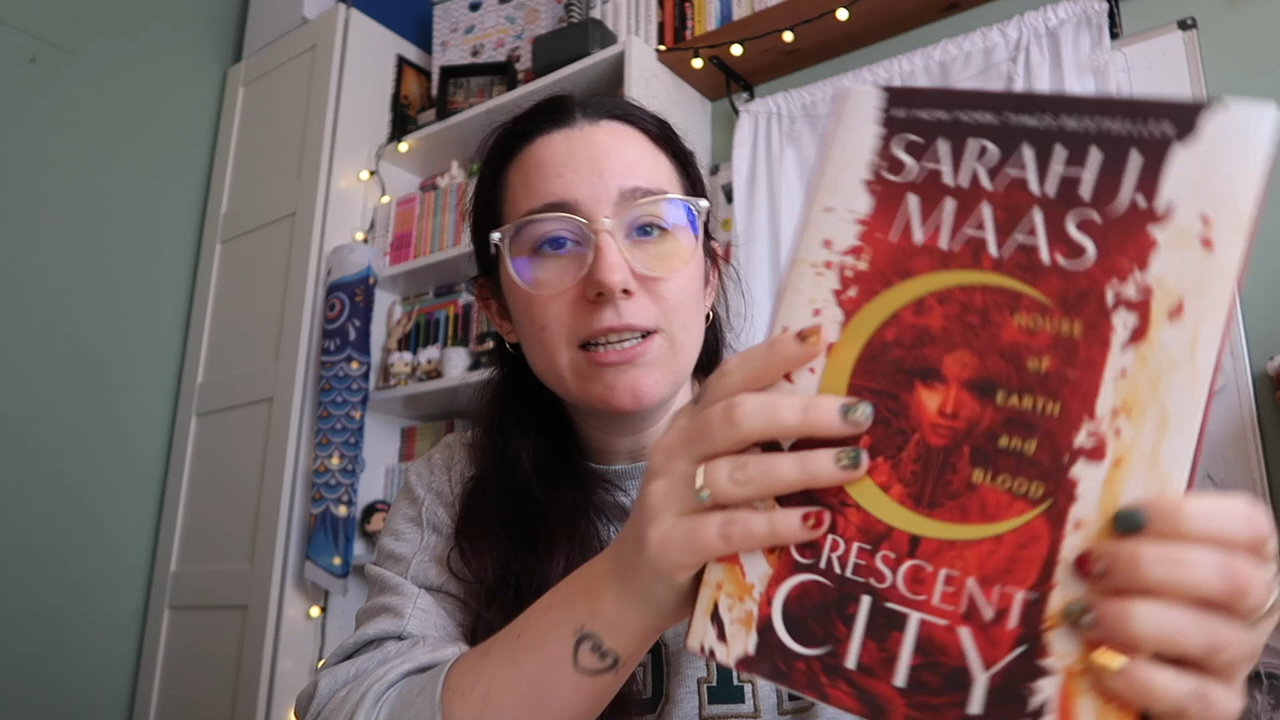 SARAH J.
MAAS
HOUSE
of
EARTH
and
BLOOD
CRESCENT
CITY